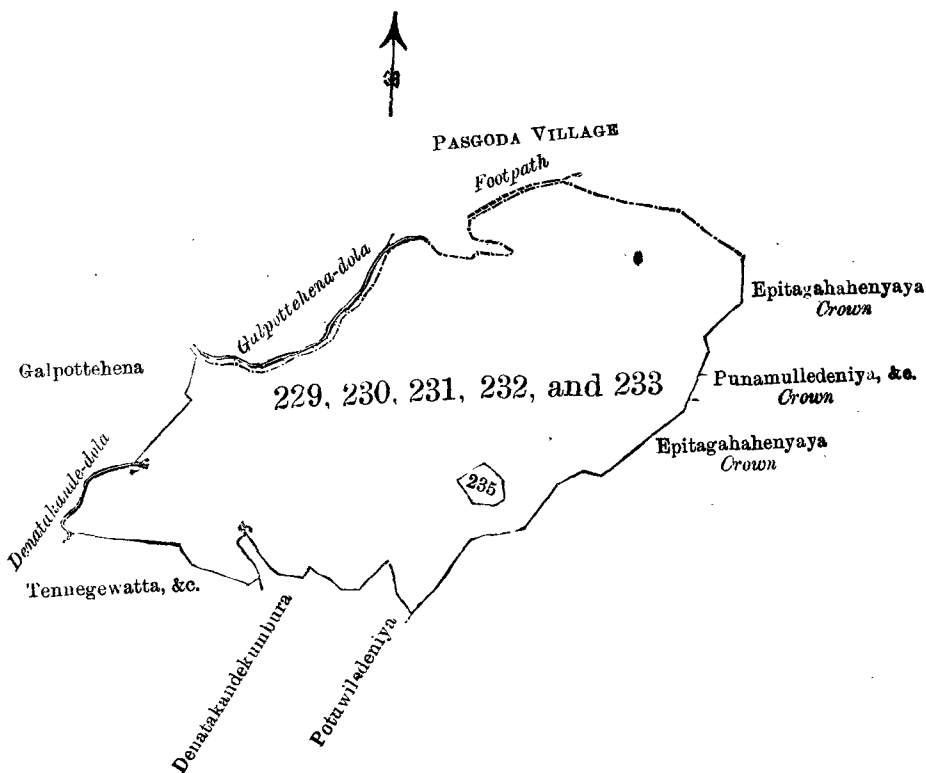 PASGODA VILLAGE
Footpath
Galpottehena-dola
Epitagahahenyaya
Crown
Galpottehena
229, 230, 231, 232, and 233
Punamulledeniya, &c.
Crown
Epitagahahenyaya
Crown
Denatakande-dola
235
Tennegewatta, &c.
Denatakandekumbura
Potuwiladeniya